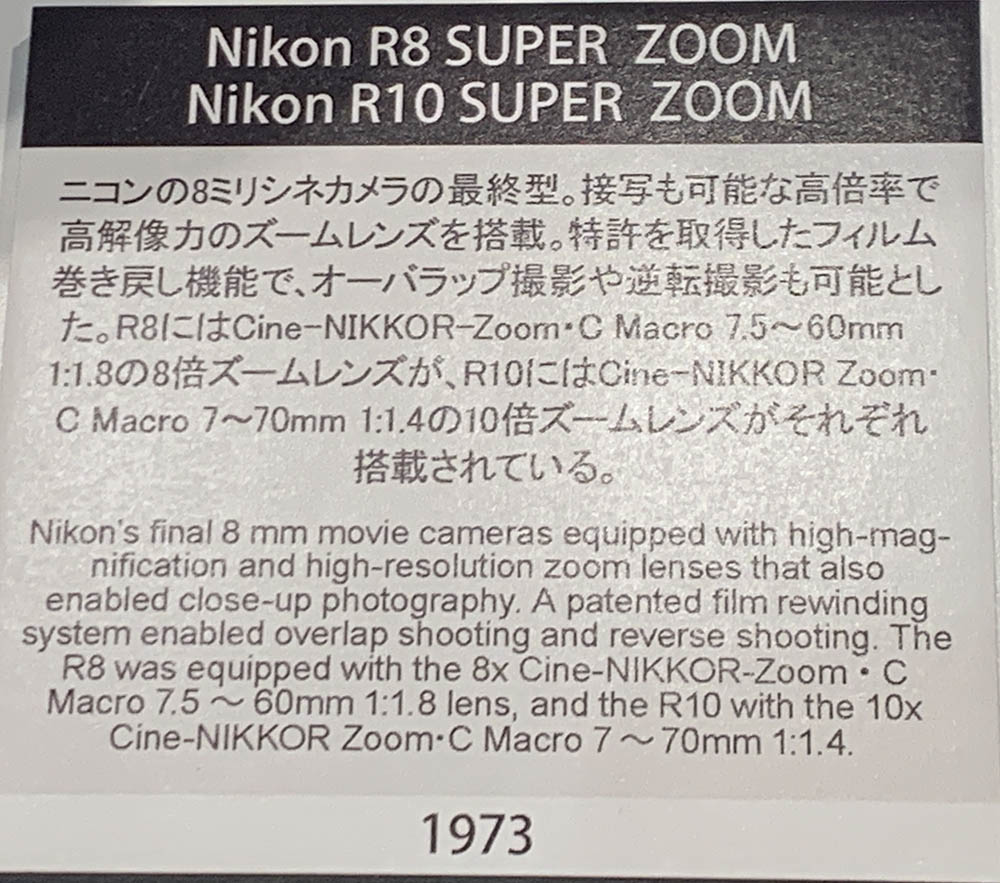 Nikon R8 SUPER ZOOM
Nikon R10 SUPER ZOOM
ニコンの8ミリシネカメラの最終型。接写も可能な高倍率で
高解像力のズームレンズを搭載。特許を取得したフィルム
巻き戻し機能で、オーバラップ撮影や逆転撮影も可能とし
た。R8にはCine-NIKKOR-Zoom・C Macro 7.5～60mm
1:1.8の8倍ズームレンズが、R10にはCine-NIKKOR Zoom・
C Macro 7～70mm 1:1.4の10倍ズームレンズがそれぞれ
搭載されている。
Nikon's final 8 mm movie cameras equipped with high-mag-
nification and high-resolution zoom lenses that also
enabled close-up photography. A patented film rewinding
system enabled overlap shooting and reverse shooting. The
R8 was equipped with the 8x Cine-NIKKOR-Zoom・C
Macro 7.5～60mm 1:1.8 lens, and the R10 with the 10x
Cine-NIKKOR Zoom・C Macro 7～70mm 1:1.4.
1973